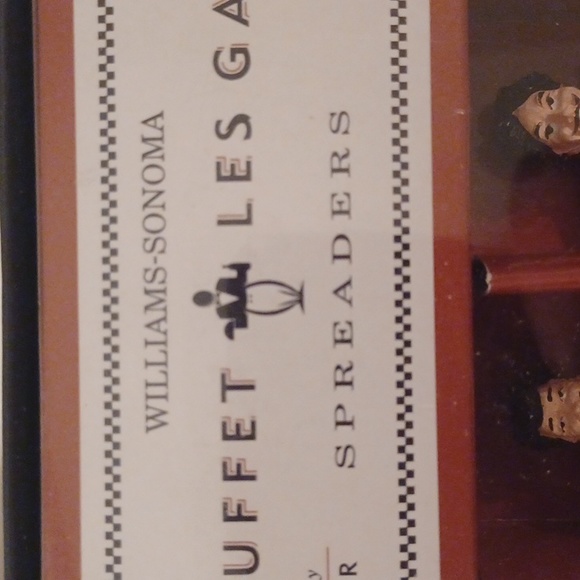 WILLIAMS-SONOMA
UFFET LES GA
SPREADERS
y
R